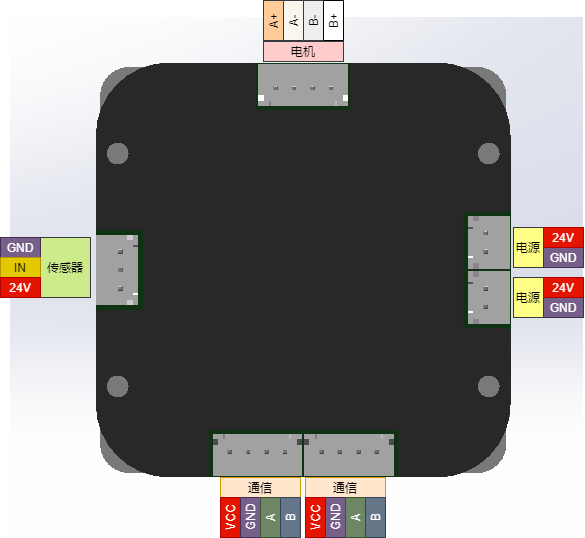 A+ A- B- B+
电机
GND
IN
24V
传感器
电源
24V
GND
电源
24V
GND
通信
通信
VCC GND A B
VCC GND A B